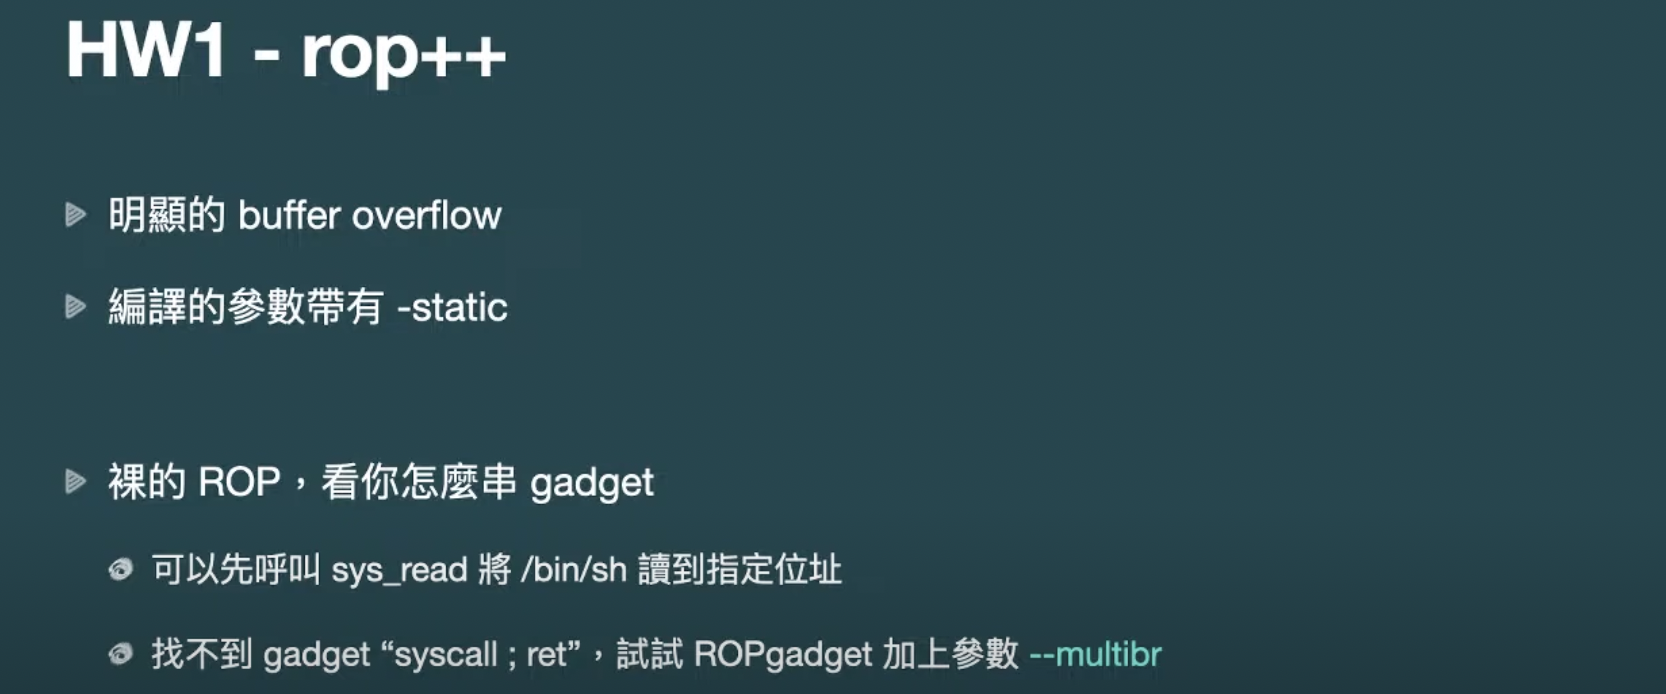 HW1 - rop++
明顯的 buffer overflow
編譯的參數帶有 -static
裸的 ROP，看你怎麼串 gadget
可以先呼叫 sys_read 將 /bin/sh 讀到指定位址
找不到 gadget “syscall ; ret”，試試 ROPgadget 加上參數 --multibr